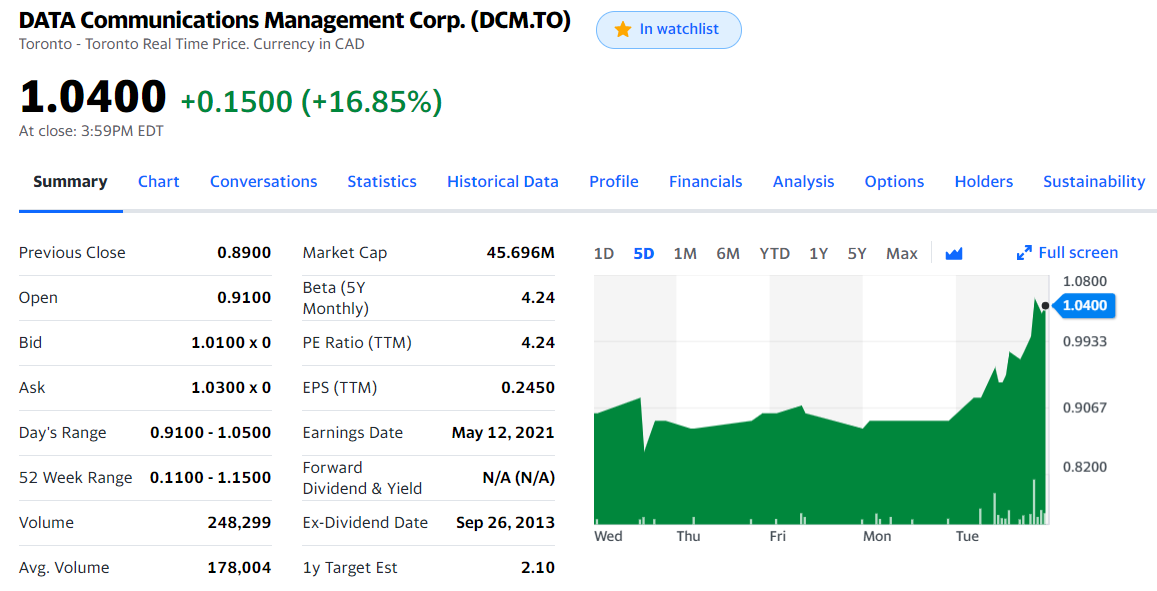 DATA Communications Management Corp. (DCM.TO)
In watchlist
Toronto - Toronto Real Time Price. Currency in CAD
1.0400 +0.1500 (+16.85%)
At close: 3:59PM EDT
Summary Chart Conversations Statistics Historical Data Profile Financials Analysis Options Holders Sustainability
Previous Close 0.8900
Open 0.9100
Bid 1.0100 x 0
Ask 1.0300 x 0
Day's Range 0.9100 - 1.0500
52 Week Range 0.1100 - 1.1500
Volume 248,299
Avg. Volume 178,004
Market Cap 45.696M
Beta (5Y
Monthly) 4.24
PE Ratio (TTM) 4.24
EPS (TTM) 0.2450
Earnings Date May 12, 2021
Forward
Dividend & Yield N/A (N/A)
Ex-Dividend Date Sep 26, 2013
1y Target Est 2.10
1D 5D 1M 6M YTD 1Y 5Y Max Full screen
1.0800
1.0400
0.9933
0.9067
0.8200
Wed Thu Fri Mon Tue